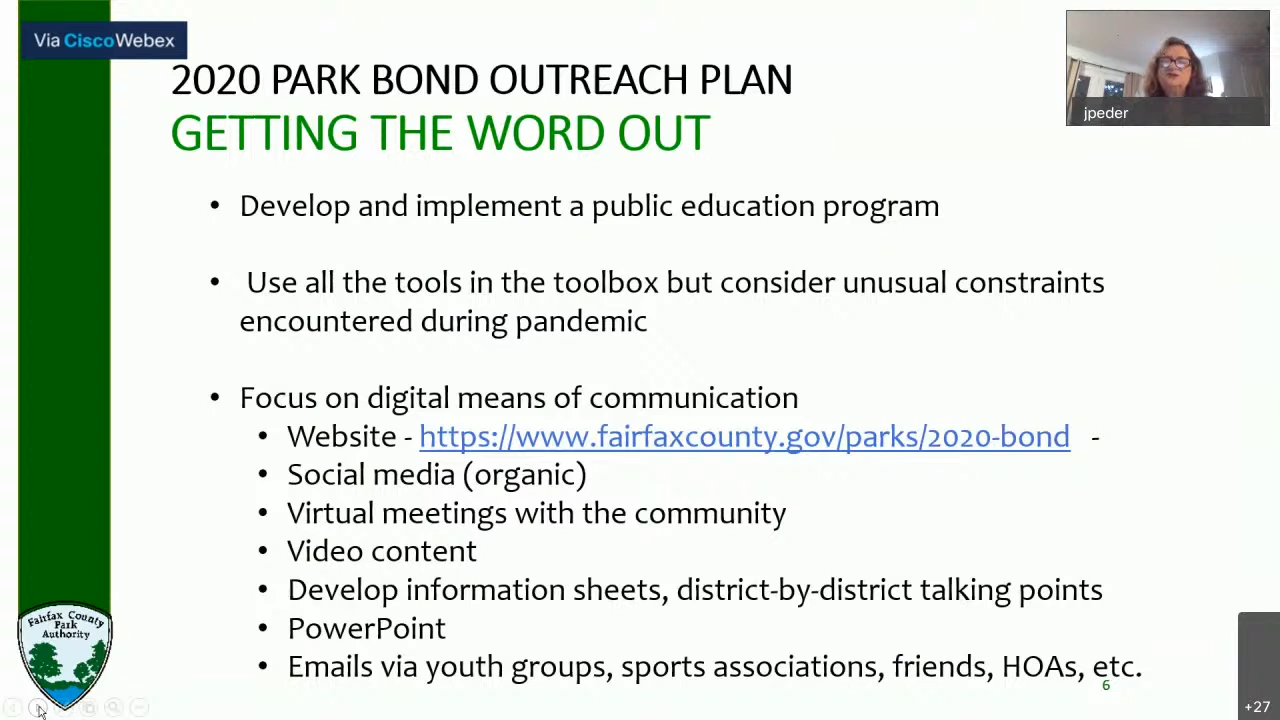 Via CiscoWebex
2020 PARK BOND OUTREACH PLAN
GETTING THE WORD OUT
jpeder
• Develop and implement a public education program
• Use all the tools in the toolbox but consider unusual constraints
encountered during pandemic
• Focus on digital means of communication
• Website - https://www.fairfaxcounty.gov/parks/2020-bond -
• Social media (organic)
• Virtual meetings with the community
• Video content
• Develop information sheets, district-by-district talking points
• PowerPoint
• Emails via youth groups, sports associations, friends, HOAs, etc.
Fairfax County
Park
Authority
6
+27